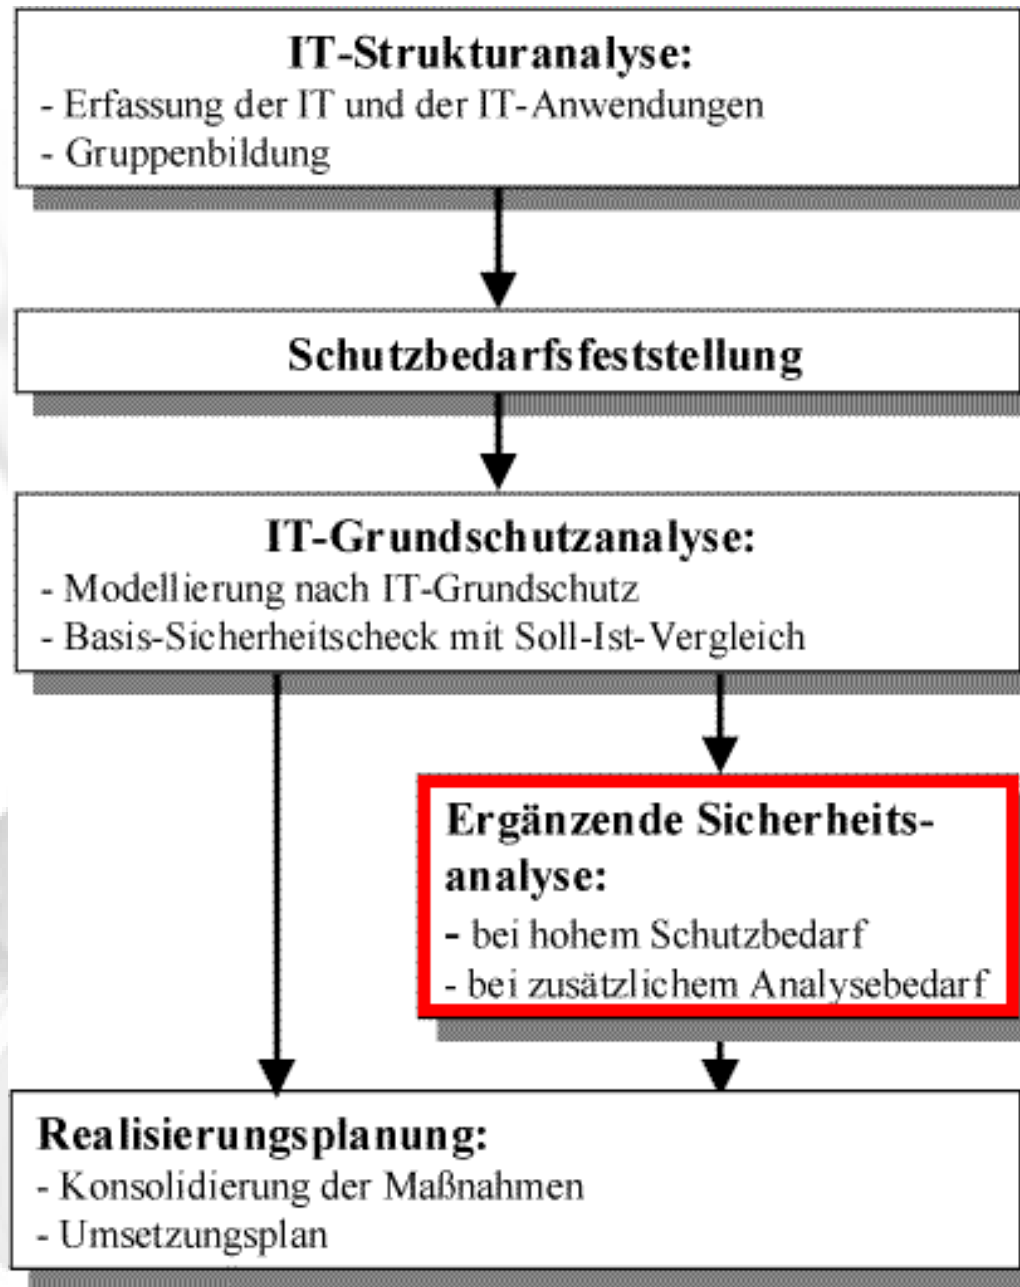 IT-Strukturanalyse:
- Erfassung der IT und der IT-Anwendungen
- Gruppenbildung
Schutzbedarfsfeststellung
IT-Grundschutzanalyse:
- Modellierung nach IT-Grundschutz
- Basis-Sicherheitscheck mit Soll-Ist-Vergleich
Ergänzende Sicherheits-
analyse:
- bei hohem Schutzbedarf
- bei zusätzlichem Analysebedarf
Realisierungsplanung:
- Konsolidierung der Maßnahmen
- Umsetzungsplan